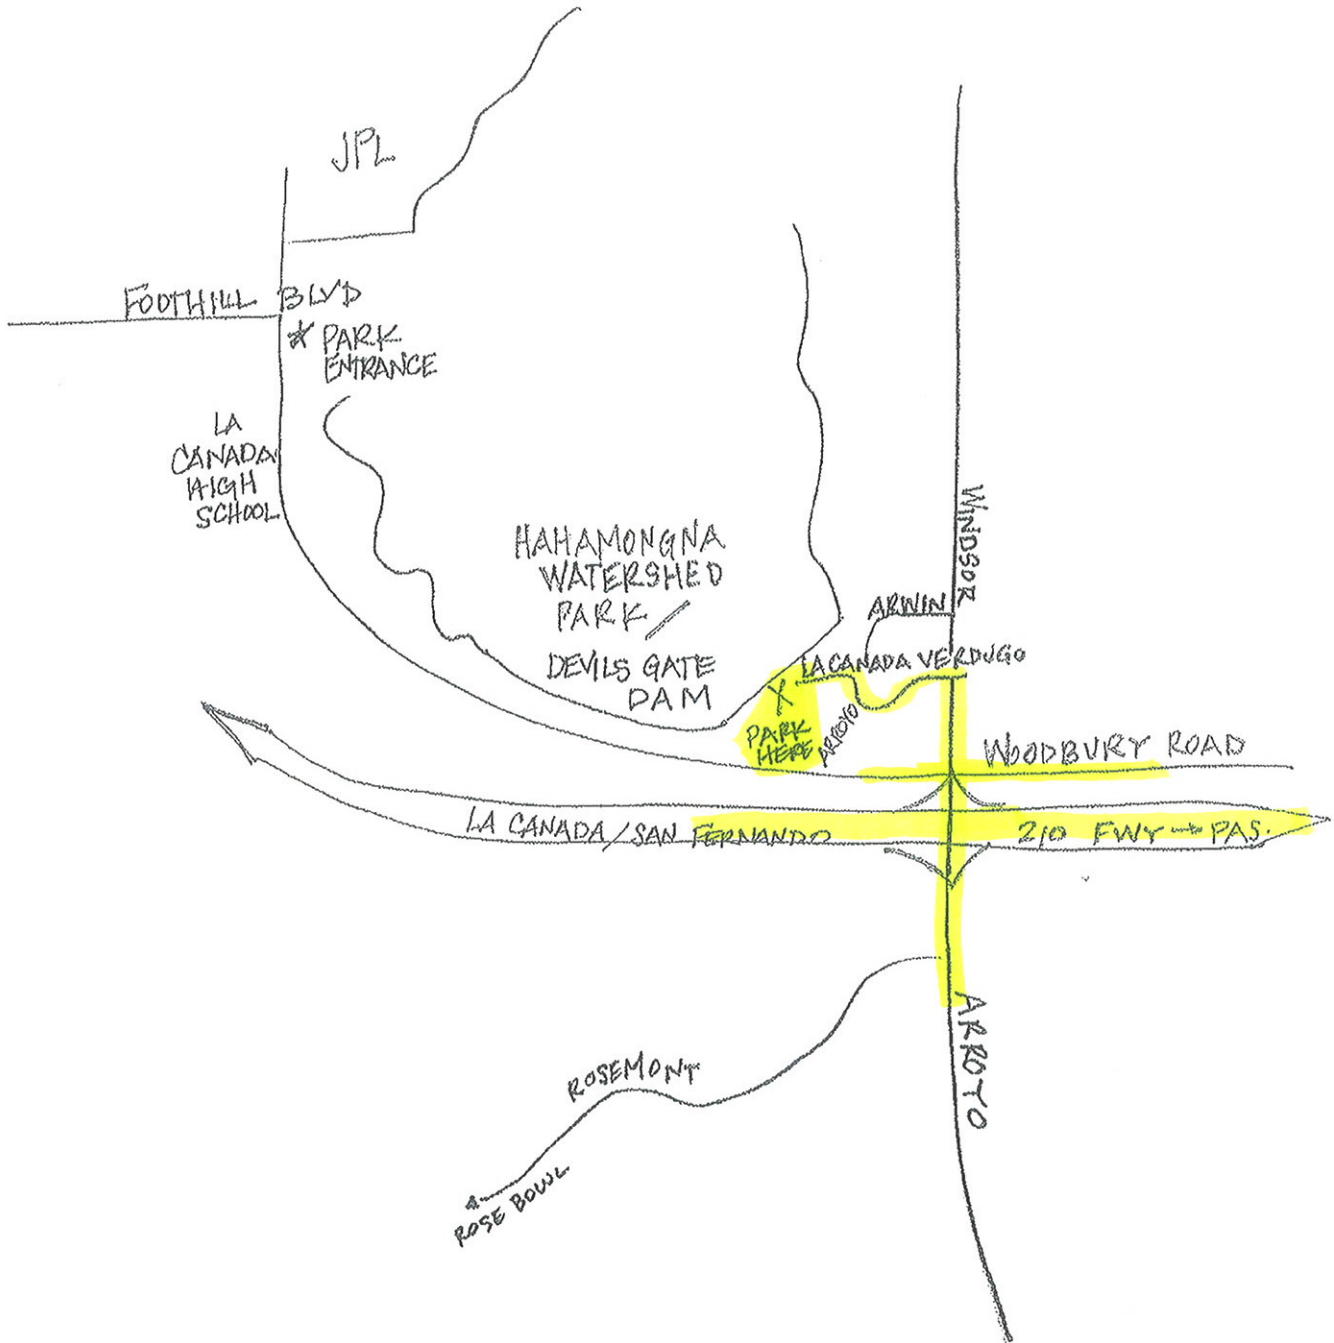 JPL
FOOTHILL BLVD
* PARK
ENTRANCE
LA
CANADA
HIGH
SCHOOL
HAHAMONGNA
WATERSHED
PARK /
DEVILS GATE
DAM
WINDSOR
ARWIN
LA CANADA VERDUGO
X
PARK
HERE
ARROYO
WOODBURY ROAD
LA CANADA/SAN FERNANDO
210 FWY → PAS.
ARROYO
ROSEMONT
ROSE BOWL